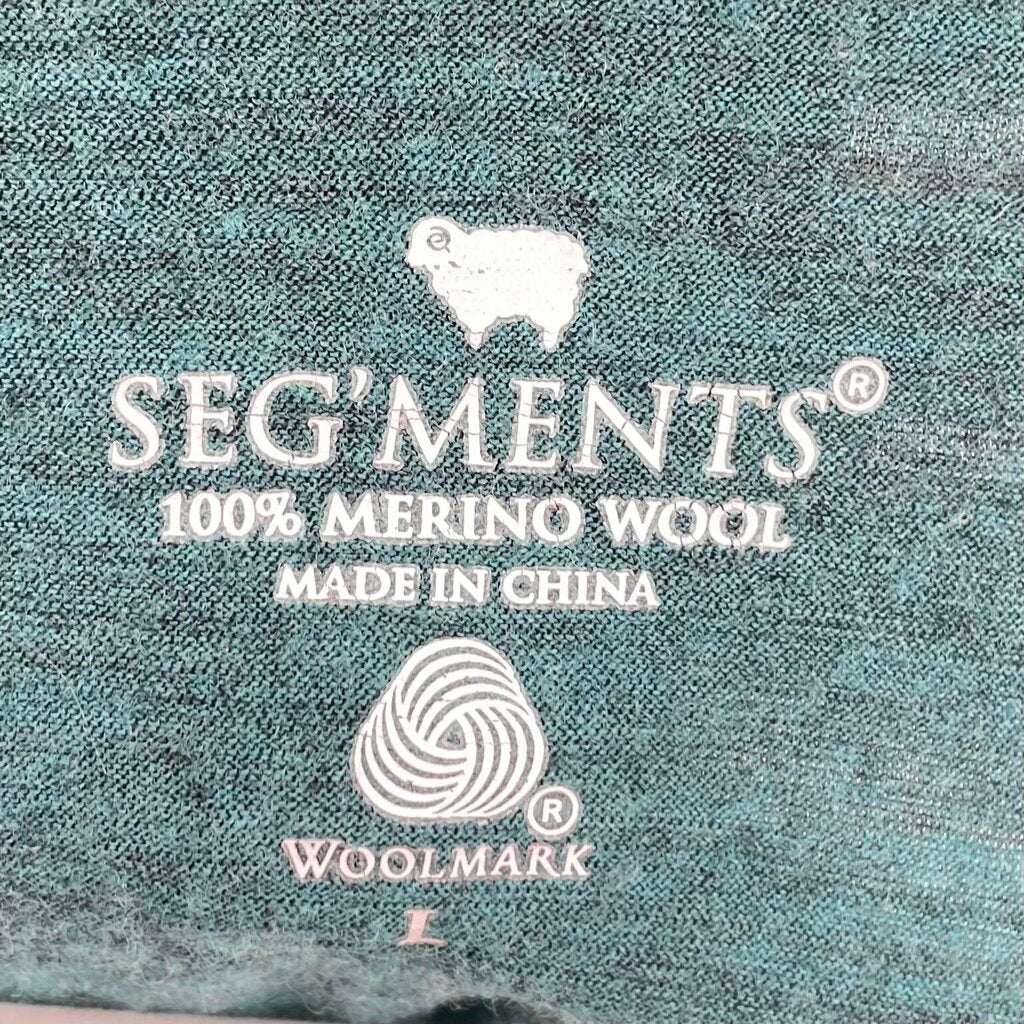 SEG'MENTS®
100% MERINO WOOL
MADE IN CHINA
®
WOOLMARK
L